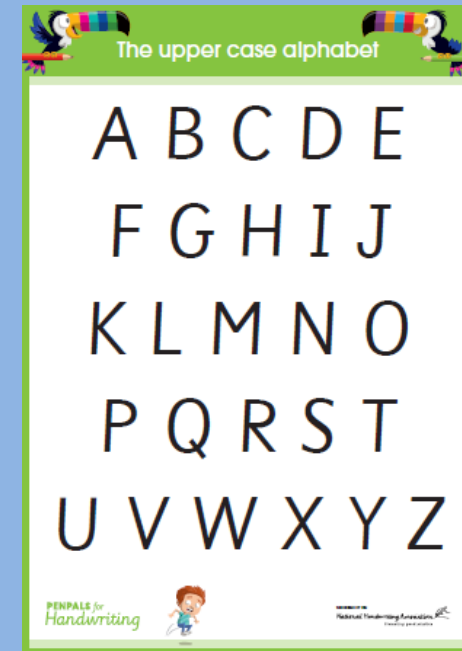 The upper case alphabet
A B C D E
F G H I J
K L M N O
P Q R S T
U V W X Y Z
PENPALS for
Handwriting
National Handwriting Association